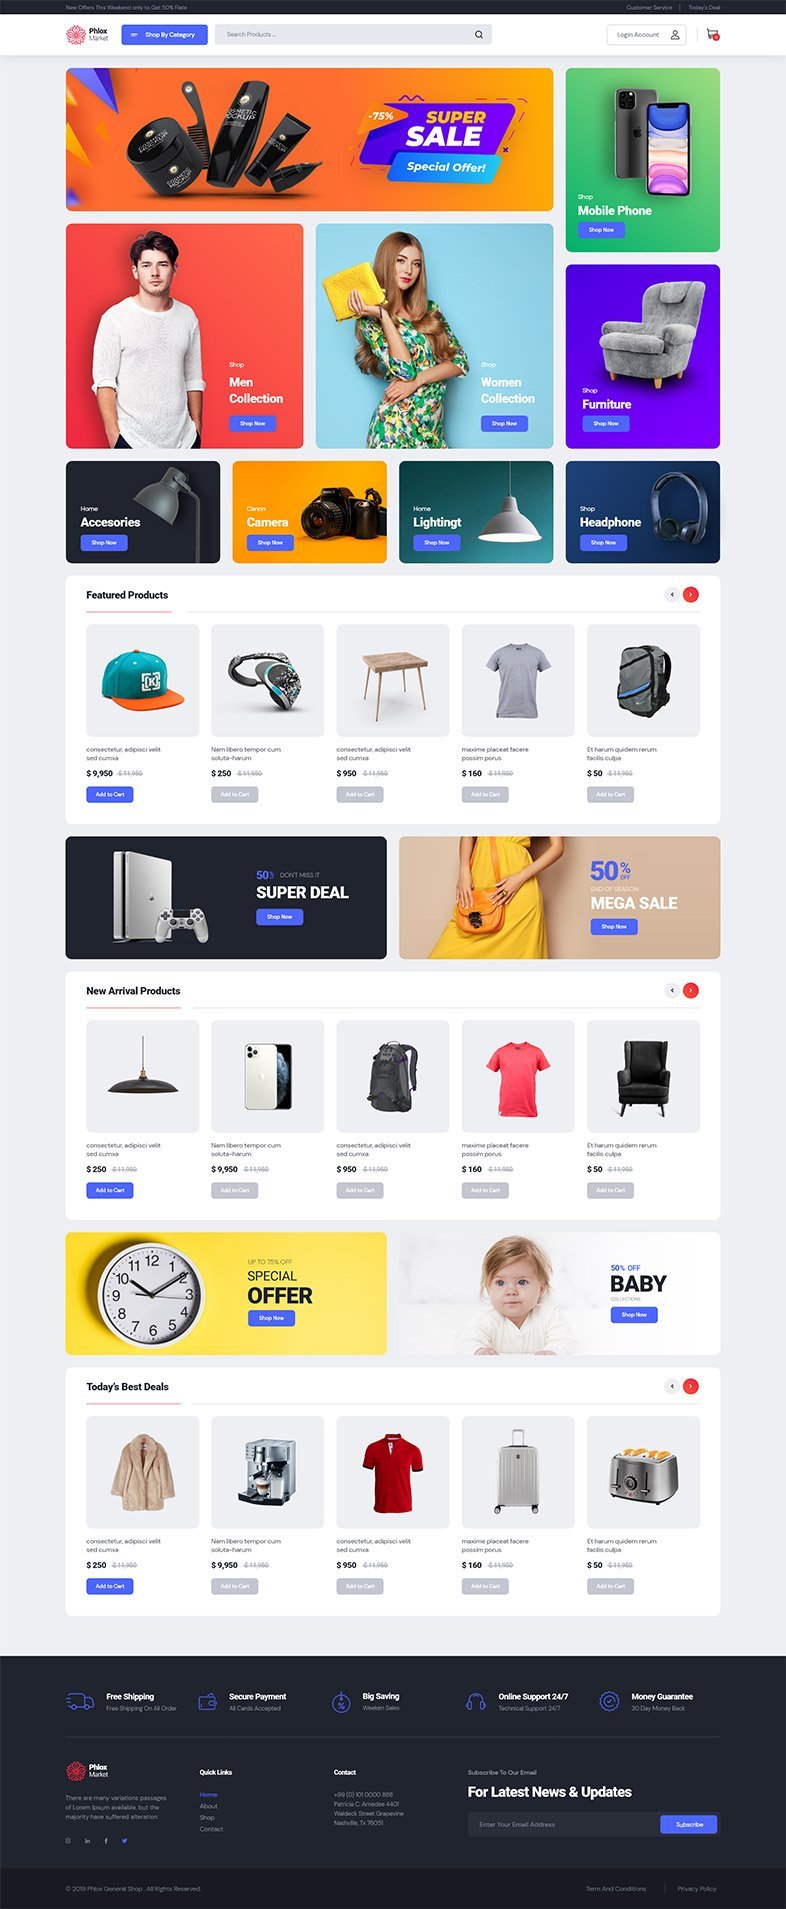 New Offers This Weekend only to Get 50% Flate
Customer Service
Today's Deal
Phlox
Market
Shop By Category
Search Products ..
Login Account
0
COSMETIC
MOCKUP
-75%
SUPER
SALE
Special Offer!
Shop
Mobile Phone
Shop Now
Shop
Men
Collection
Shop Now
Shop
Women
Collection
Shop Now
Shop
Furniture
Shop Now
Home
Accesories
Shop Now
Canon
Camera
Shop Now
Home
Lightingt
Shop Now
Shop
Headphone
Shop Now
Featured Products
consectetur, adipisci velit
sed cumxa
$ 9,950 $ 11,950
Add to Cart
Nam libero tempor cum
soluta-harum
$ 250 $ 11,950
Add to Cart
consectetur, adipisci velit
sed cumxa
$ 950 $ 11,950
Add to Cart
maxime placeat facere
possim porus
$ 160 $ 11,950
Add to Cart
Et harum quidem rerum
facilis culpa
$ 50 $ 11,950
Add to Cart
50% DON'T MISS IT
SUPER DEAL
Shop Now
50% OFF
END OF SEASON
MEGA SALE
Shop Now
New Arrival Products
consectetur, adipisci velit
sed cumxa
$ 250 $ 11,950
Add to Cart
Nam libero tempor cum
soluta-harum
$ 9,950 $ 11,950
Add to Cart
consectetur, adipisci velit
sed cumxa
$ 950 $ 11,950
Add to Cart
maxime placeat facere
possim porus
$ 160 $ 11,950
Add to Cart
Et harum quidem rerum
facilis culpa
$ 50 $ 11,950
Add to Cart
11 12 1
10 2
9 3
8 4
7 6 5
UP TO 75% OFF
SPECIAL
OFFER
Shop Now
50% OFF
BABY
COLLECTIONS
Shop Now
Today's Best Deals
consectetur, adipisci velit
sed cumxa
$ 250 $ 11,950
Add to Cart
Nam libero tempor cum
soluta-harum
$ 9,950 $ 11,950
Add to Cart
consectetur, adipisci velit
sed cumxa
$ 950 $ 11,950
Add to Cart
maxime placeat facere
possim porus
$ 160 $ 11,950
Add to Cart
Et harum quidem rerum
facilis culpa
$ 50 $ 11,950
Add to Cart
Free Shipping
Free Shipping On All Order
Secure Payment
All Cards Accepted
Big Saving
Weeken Sales
Online Support 24/7
Technical Support 24/7
Money Guarantee
30 Day Money Back
Phlox
Market
There are many variations passages
of Lorem Ipsum available, but the
majority have suffered alteration
Quick Links
Home
About
Shop
Contact
Contact
+99 (0) 101 0000 888
Patricia C. Amedee 4401
Waldeck Street Grapevine
Nashville, Tx 76051
Subscribe To Our Email
For Latest News & Updates
Enter Your Email Address
Subscribe
© 2019 Phlox General Shop . All Rights Reserved.
Term And Conditions
Privacy Policy